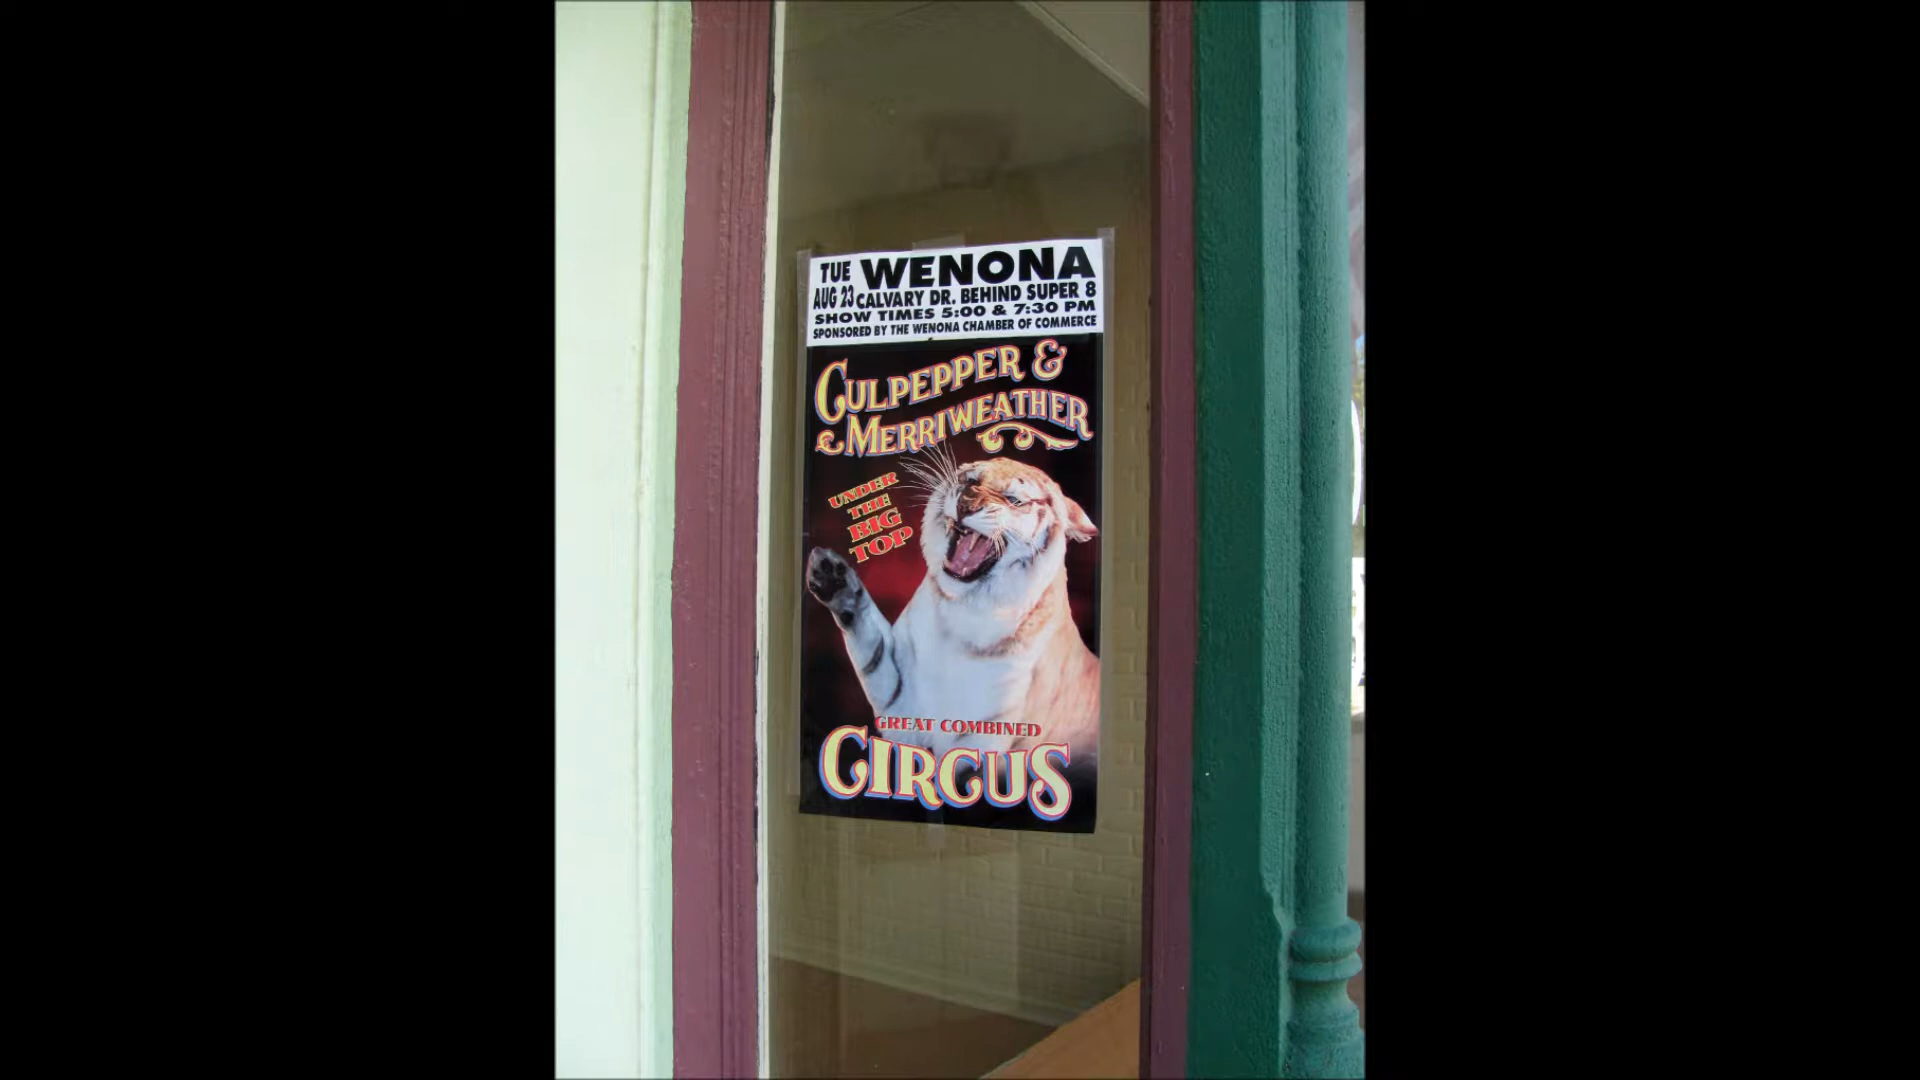 TUE WENONA
AUG 23 CALVARY DR. BEHIND SUPER 8
SHOW TIMES 5:00 & 7:30 PM
SPONSORED BY THE WENONA CHAMBER OF COMMERCE
CULPEPPER &
& MERRIWEATHER
UNDER
THE
BIG
TOP
GREAT COMBINED
CIRCUS